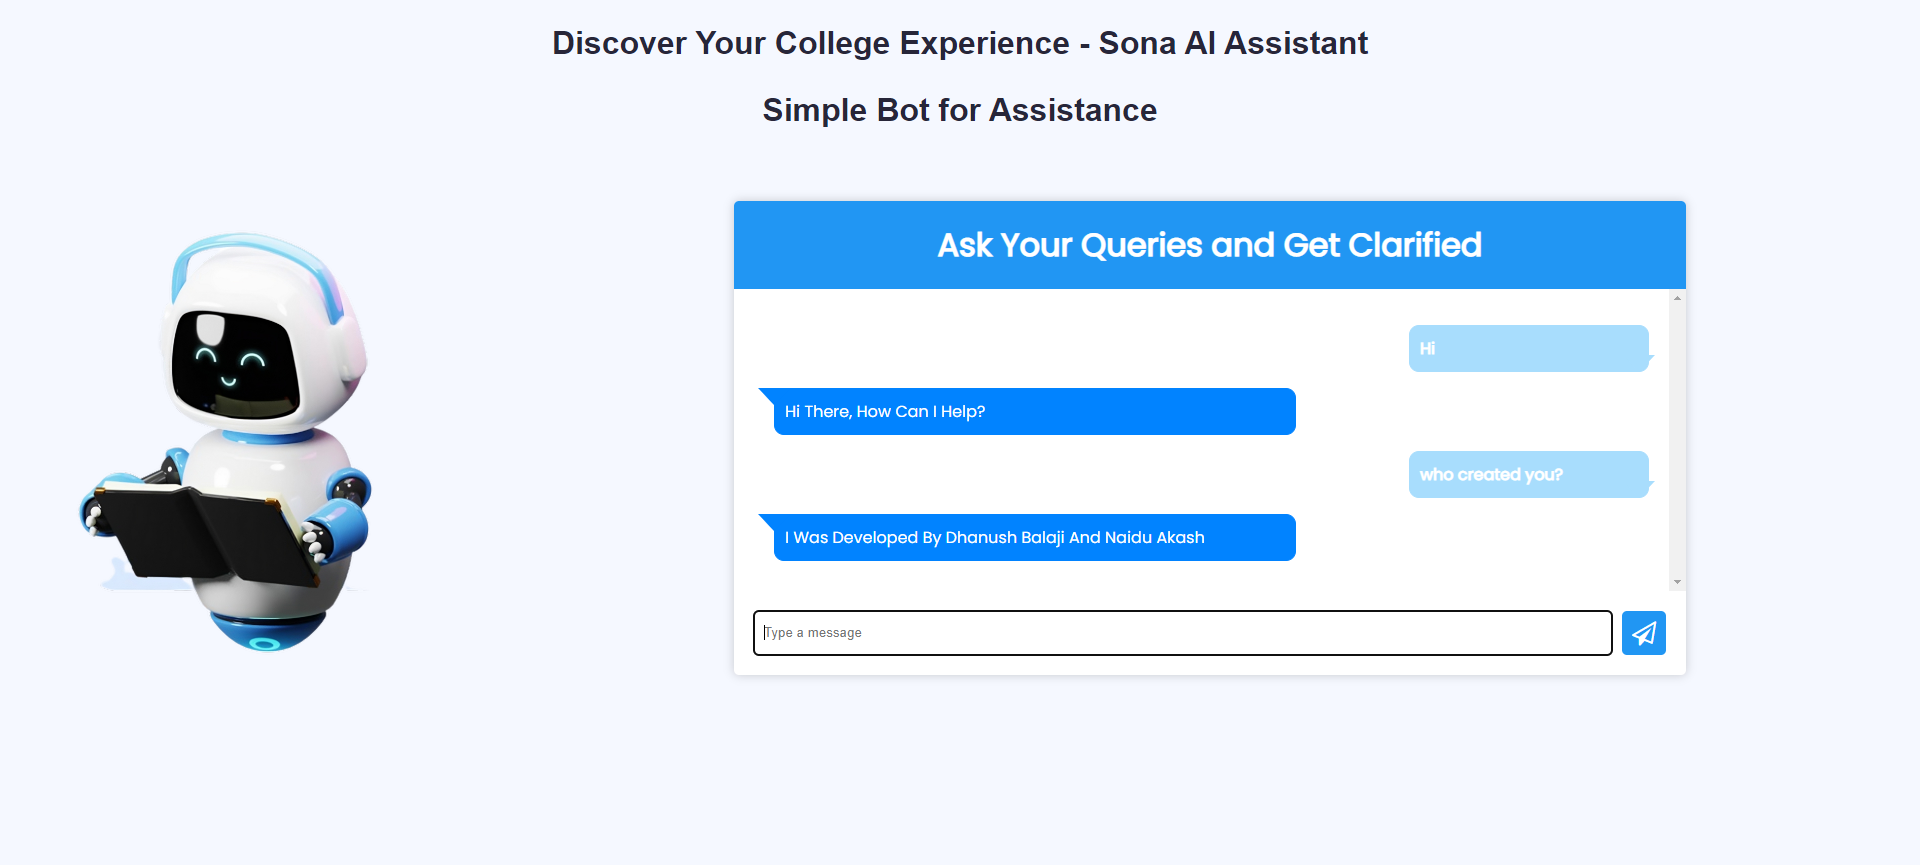 Discover Your College Experience - Sona AI Assistant
Simple Bot for Assistance
Ask Your Queries and Get Clarified
Hi
Hi There, How Can I Help?
who created you?
I Was Developed By Dhanush Balaji And Naidu Akash
Type a message